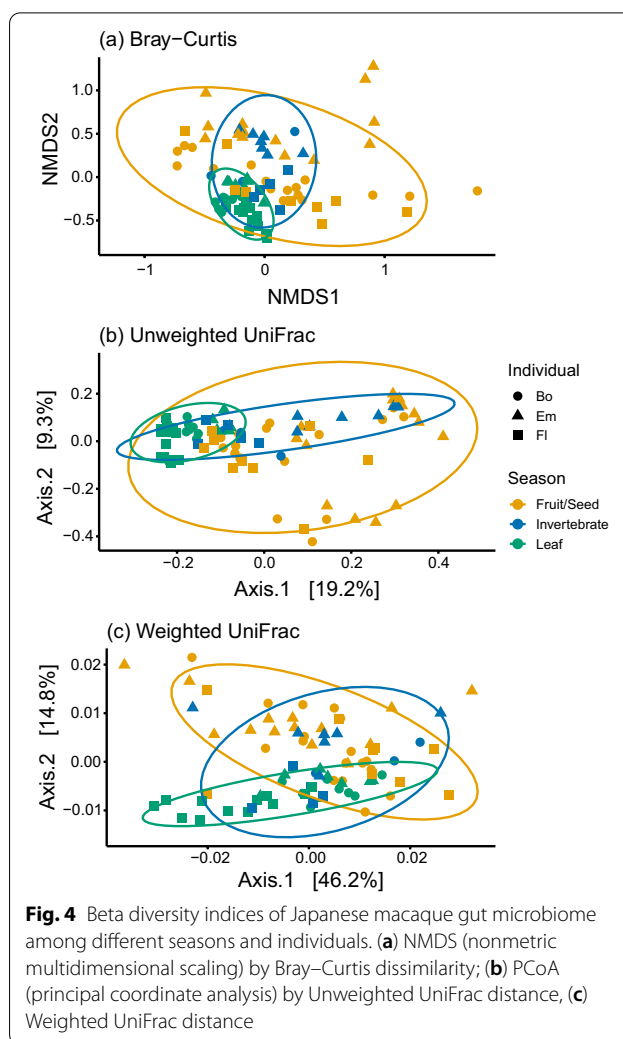 (a) Bray−Curtis
1.0
0.5
0.0
−0.5
NMDS2
−1
0
1
NMDS1
(b) Unweighted UniFrac
0.2
0.0
−0.2
−0.4
Axis.2 [9.3%]
−0.2
0.0
0.2
0.4
Axis.1 [19.2%]
Individual
Bo
Em
Fl
Season
Fruit/Seed
Invertebrate
Leaf
(c) Weighted UniFrac
0.02
0.01
0.00
−0.01
Axis.2 [14.8%]
−0.02
0.00
0.02
Axis.1 [46.2%]
Fig. 4 Beta diversity indices of Japanese macaque gut microbiome
among different seasons and individuals. (a) NMDS (nonmetric
multidimensional scaling) by Bray–Curtis dissimilarity; (b) PCoA
(principal coordinate analysis) by Unweighted UniFrac distance, (c)
Weighted UniFrac distance